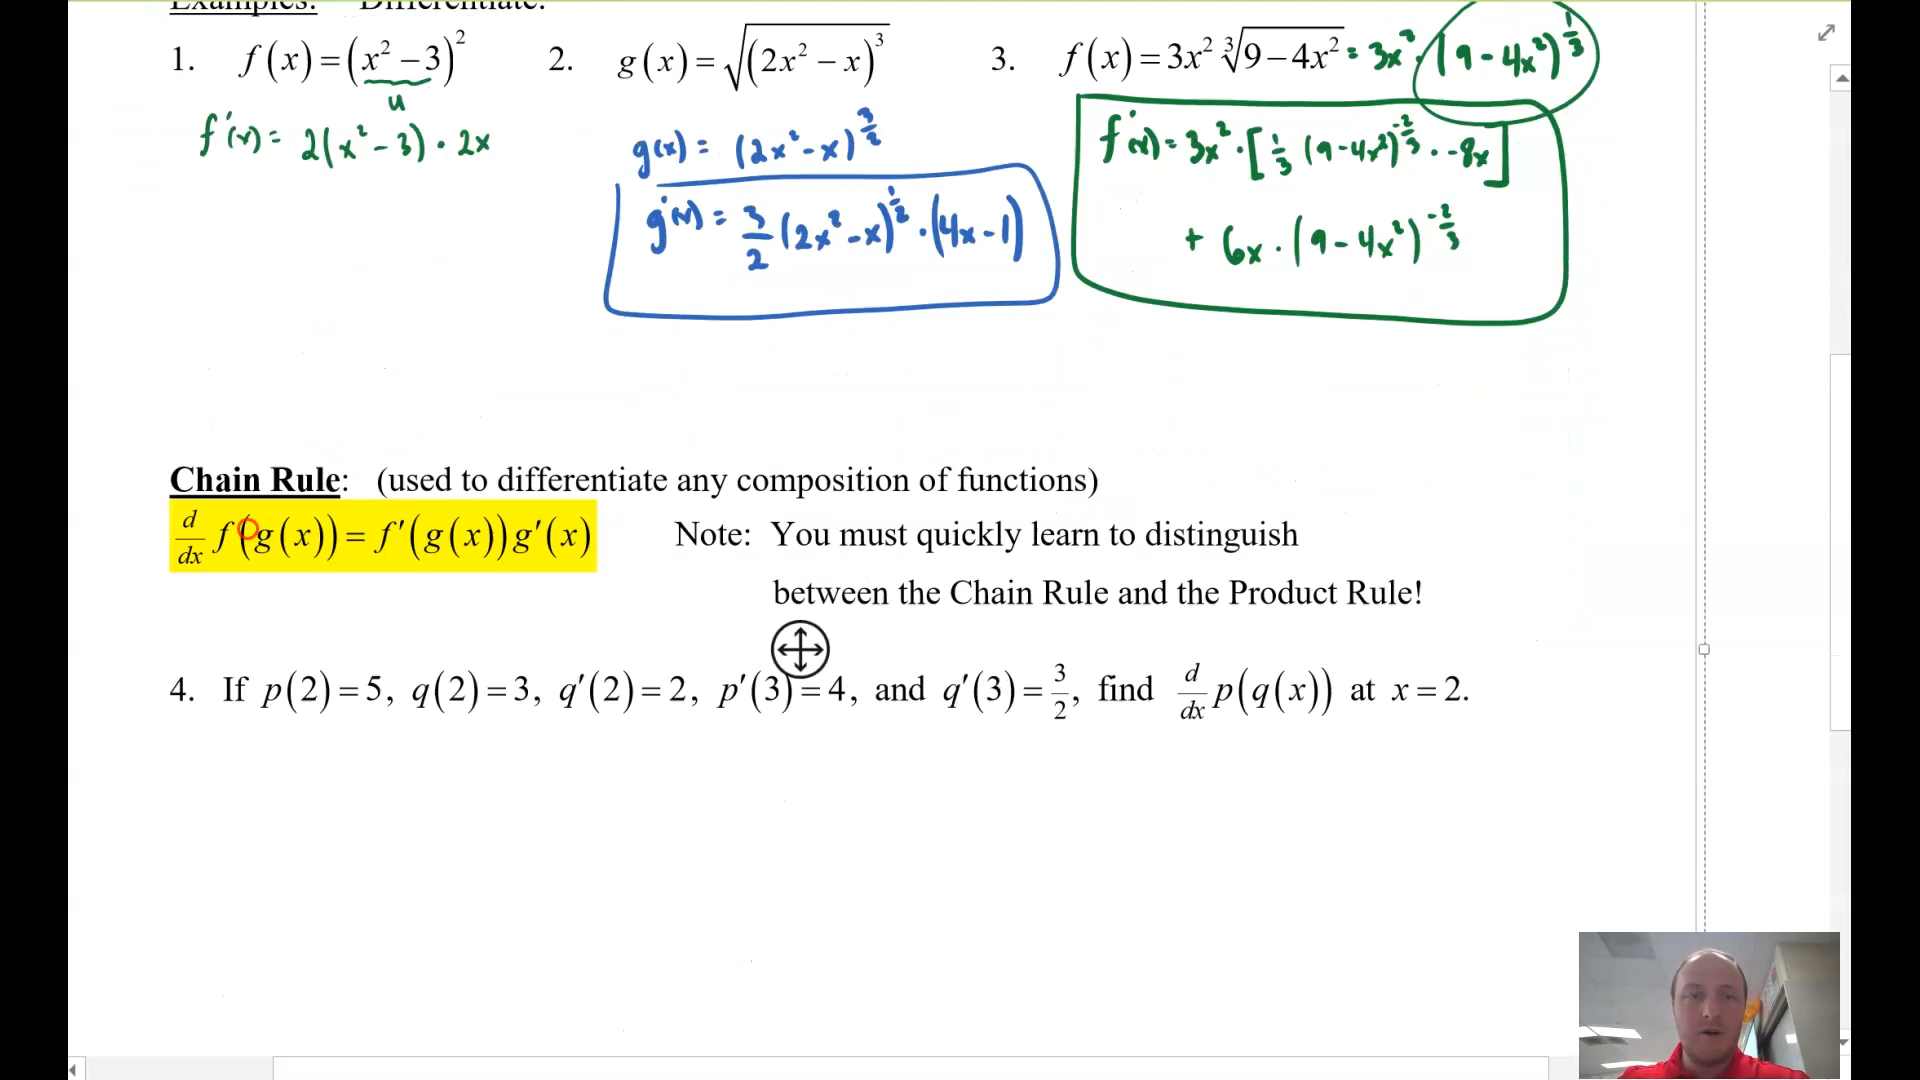 Examples: Differentiate:
1. f(x) = (x² − 3)² 2. g(x) = √((2x² − x)³) 3. f(x) = 3x² ∛(9 − 4x²) = 3x² · (9 − 4x²)^(1/3)
u
f'(x) = 2(x² − 3) · 2x
g(x) = (2x² − x)^(3/2)
g'(x) = 3/2 (2x² − x)^(1/2) · (4x − 1)
f'(x) = 3x² · [1/3 (9 − 4x²)^(−2/3) · −8x]
+ 6x · (9 − 4x²)^(−2/3)
Chain Rule: (used to differentiate any composition of functions)
d/dx f(g(x)) = f′(g(x)) g′(x) Note: You must quickly learn to distinguish
between the Chain Rule and the Product Rule!
4. If p(2) = 5, q(2) = 3, q′(2) = 2, p′(3) = 4, and q′(3) = 3/2, find d/dx p(q(x)) at x = 2.